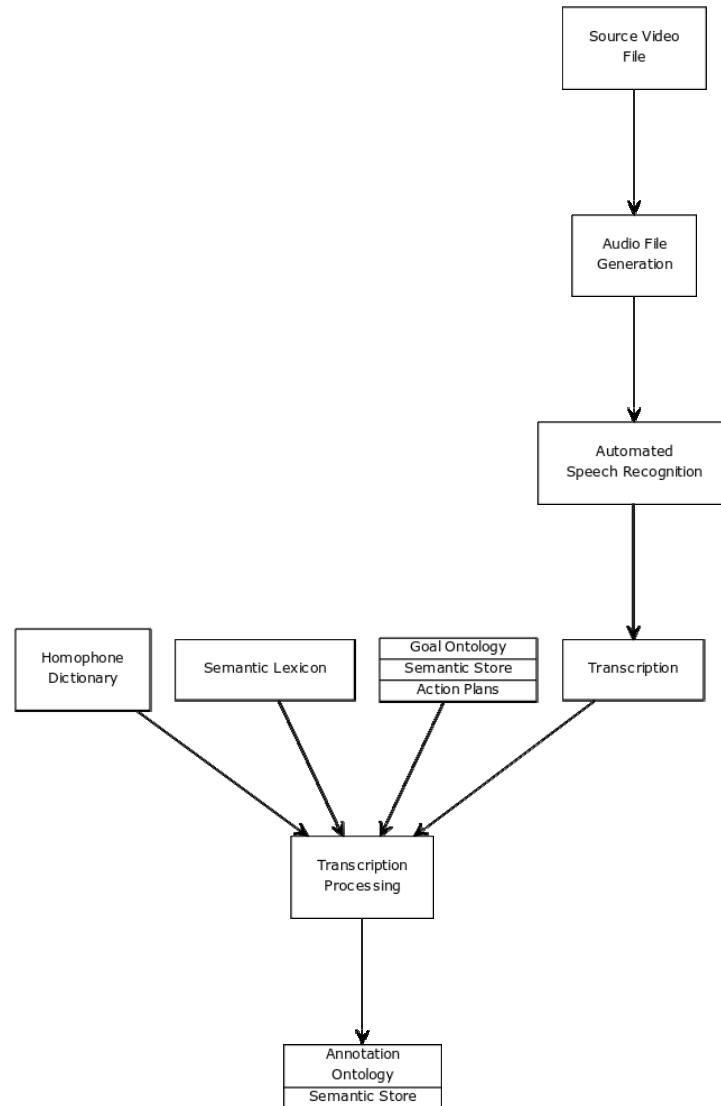 Source Video
File
Audio File
Generation
Automated
Speech Recognition
Homophone
Dictionary
Semantic Lexicon
Goal Ontology
Semantic Store
Action Plans
Transcription
Transcription
Processing
Annotation
Ontology
Semantic Store